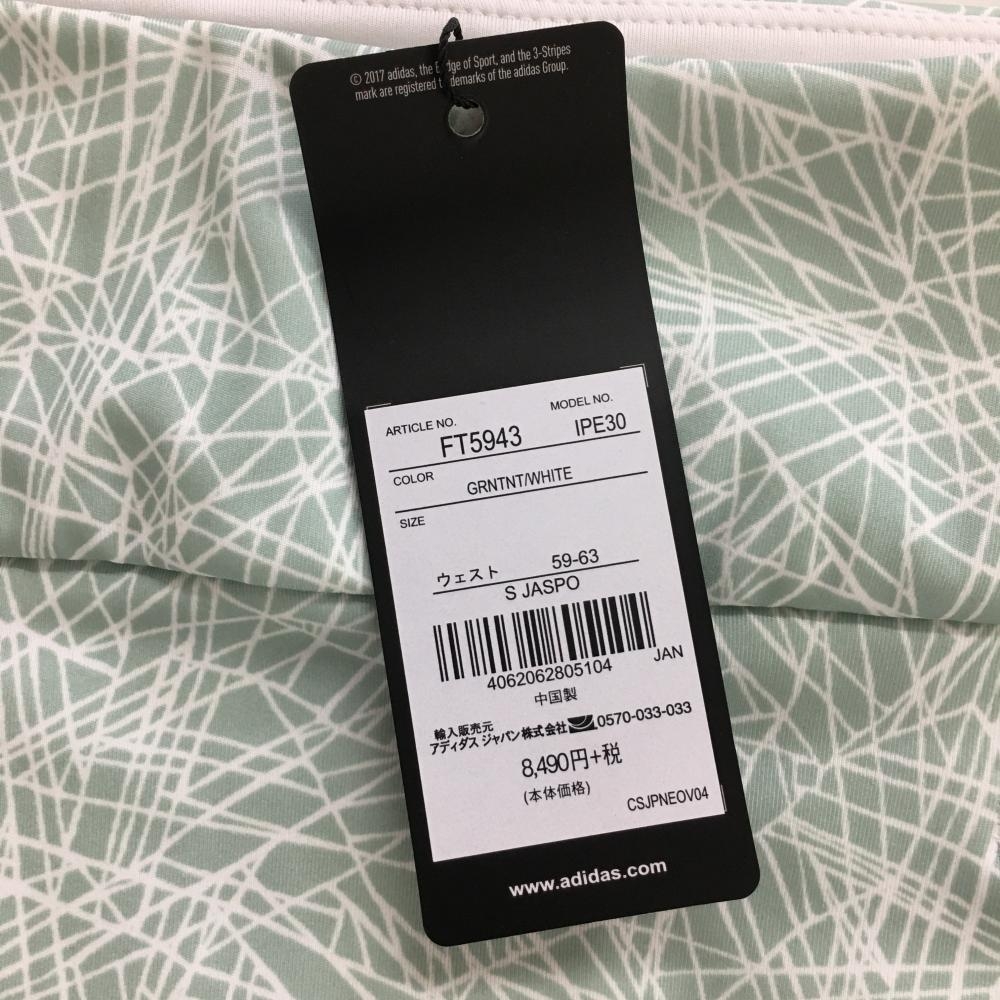 © 2017 adidas, the B dge of Sport, and the 3-Stripes
mark are registered t demarks of the adidas Group.
ARTICLE NO. MODEL NO.
FT5943 IPE30
COLOR
GRNTNT/WHITE
SIZE
ウェスト 59-63
S JASPO
4062062805104 JAN
中国製
輸入販売元
アディダス ジャパン株式会社 0570-033-033
8,490円+税
(本体価格)
CSJPNEOV04
www.adidas.com